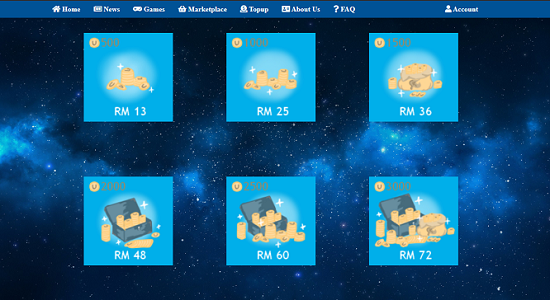 Home News Games Marketplace Topup About Us FAQ Account
500 1000 1500
RM 13 RM 25 RM 36
2000 2500 3000
RM 48 RM 60 RM 72